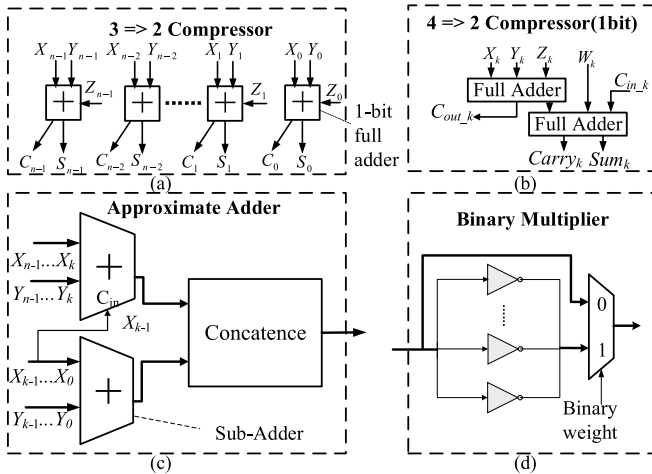 3 => 2 Compressor
X_{n-1} Y_{n-1} X_{n-2} Y_{n-2} X_1 Y_1 X_0 Y_0
+ Z_{n-1} + ...... + Z_1 + Z_0
1-bit
full
adder
C_{n-1} S_{n-1} C_{n-2} S_{n-2} C_1 S_1 C_0 S_0
(a)
4 => 2 Compressor(1bit)
X_k Y_k Z_k W_k
C_{in_k}
Full Adder
C_{out_k}
Full Adder
Carry_k Sum_k
(b)
Approximate Adder
X_{n-1}...X_k
+
Y_{n-1}...Y_k
C_{in}
X_{k-1}
Concatence
X_{k-1}...X_0
+
Y_{k-1}...Y_0
Sub-Adder
(c)
Binary Multiplier
0
......
1
Binary
weight
(d)